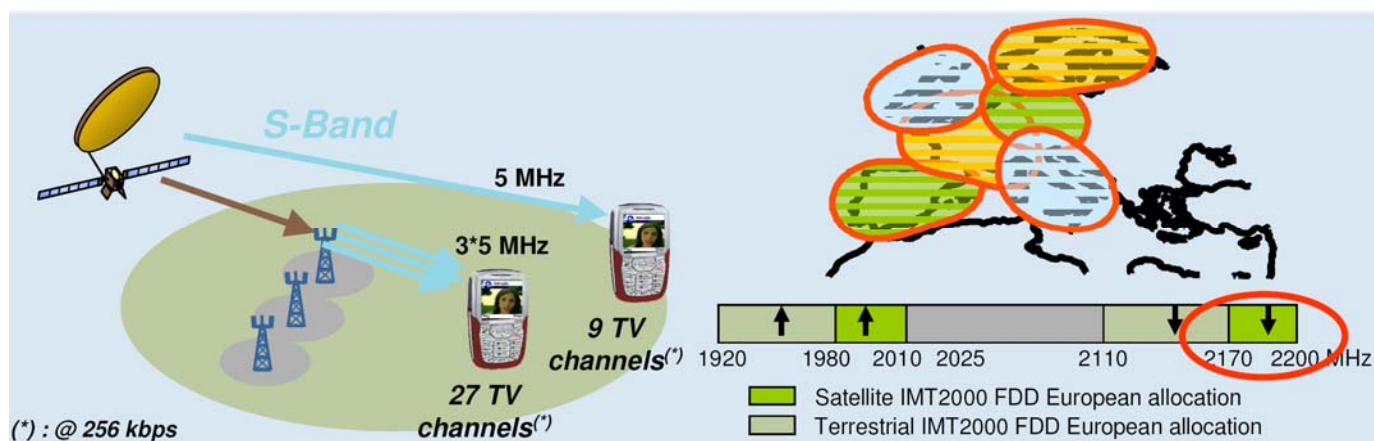 S-Band
5 MHz
3*5 MHz
9 TV
channels(*)
27 TV
channels(*)
(*) : @ 256 kbps
1920 1980 2010 2025 2110 2170 2200 MHz
Satellite IMT2000 FDD European allocation
Terrestrial IMT2000 FDD European allocation